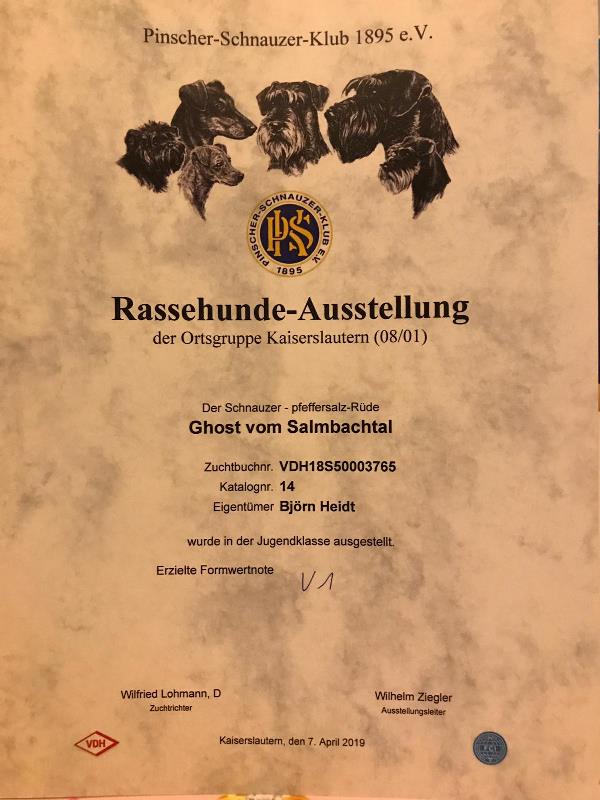 Pinscher-Schnauzer-Klub 1895 e.V.
PINSCHER-SCHNAUZER-KLUB E.V.
PSK
1895
Rassehunde-Ausstellung
der Ortsgruppe Kaiserslautern (08/01)
Der Schnauzer - pfeffersalz-Rüde
Ghost vom Salmbachtal
Zuchtbuchnr. VDH18S50003765
Katalognr. 14
Eigentümer Björn Heidt
wurde in der Jugendklasse ausgestellt.
Erzielte Formwertnote V1
Wilfried Lohmann, D
Zuchtrichter
Wilhelm Ziegler
Ausstellungsleiter
VDH
Kaiserslautern, den 7. April 2019
FCI